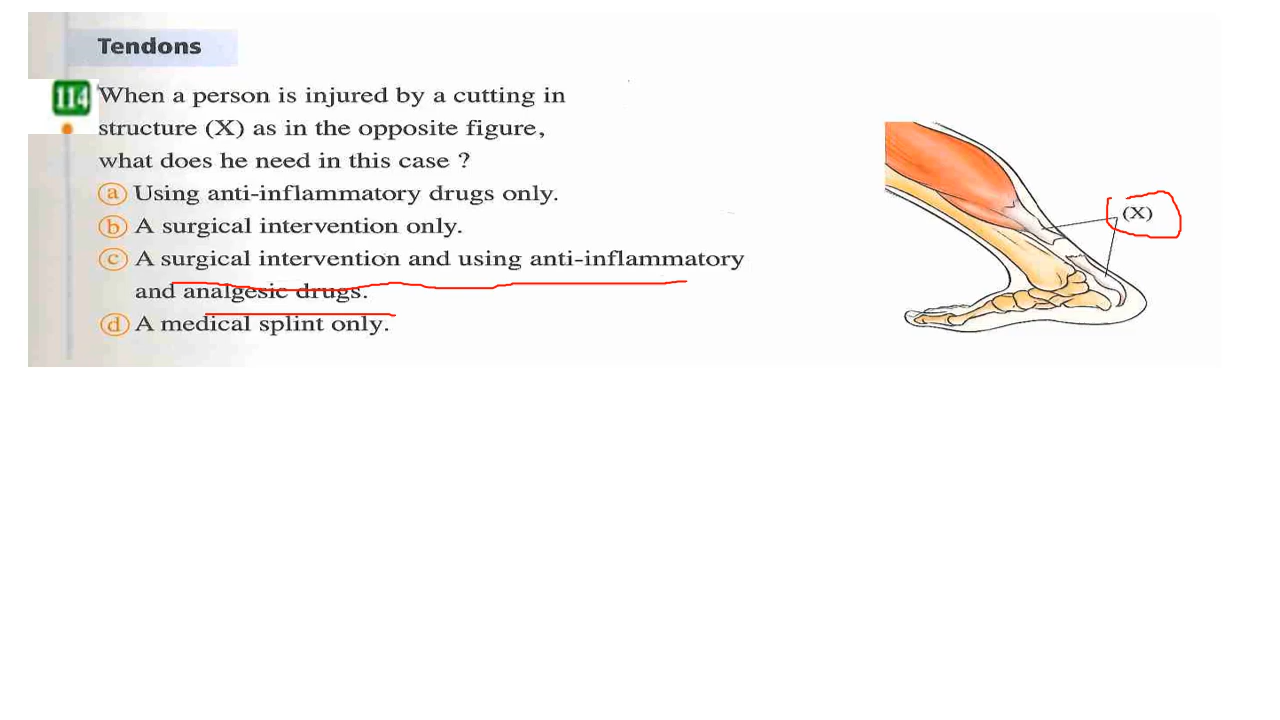 Tendons
114 When a person is injured by a cutting in
structure (X) as in the opposite figure,
what does he need in this case ?
a Using anti-inflammatory drugs only.
b A surgical intervention only.
c A surgical intervention and using anti-inflammatory
and analgesic drugs.
d A medical splint only.
(X)